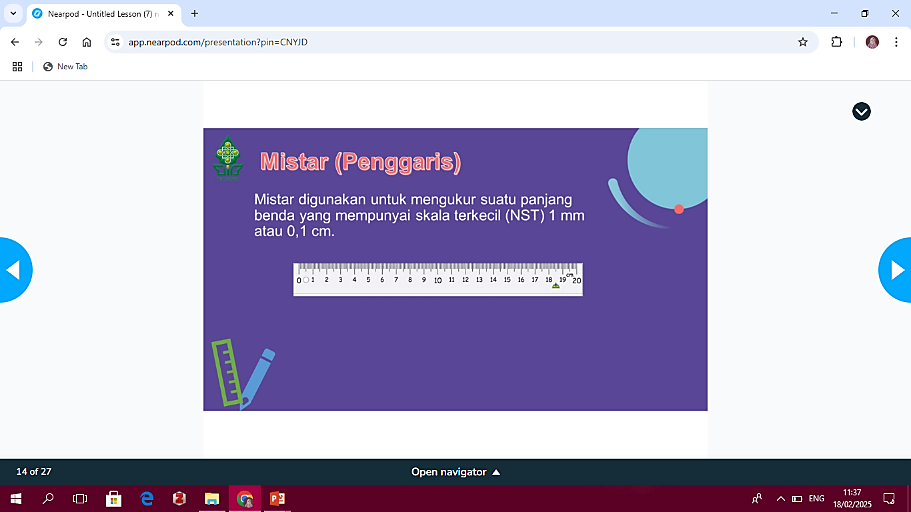 Nearpod - Untitled Lesson (7) n
app.nearpod.com/presentation?pin=CNYJD
New Tab
Mistar (Penggaris)
Mistar digunakan untuk mengukur suatu panjang
benda yang mempunyai skala terkecil (NST) 1 mm
atau 0,1 cm.
cm
0 1 2 3 4 5 6 7 8 9 10 11 12 13 14 15 16 17 18 19 20
14 of 27
Open navigator
ENG
11:37
18/02/2025